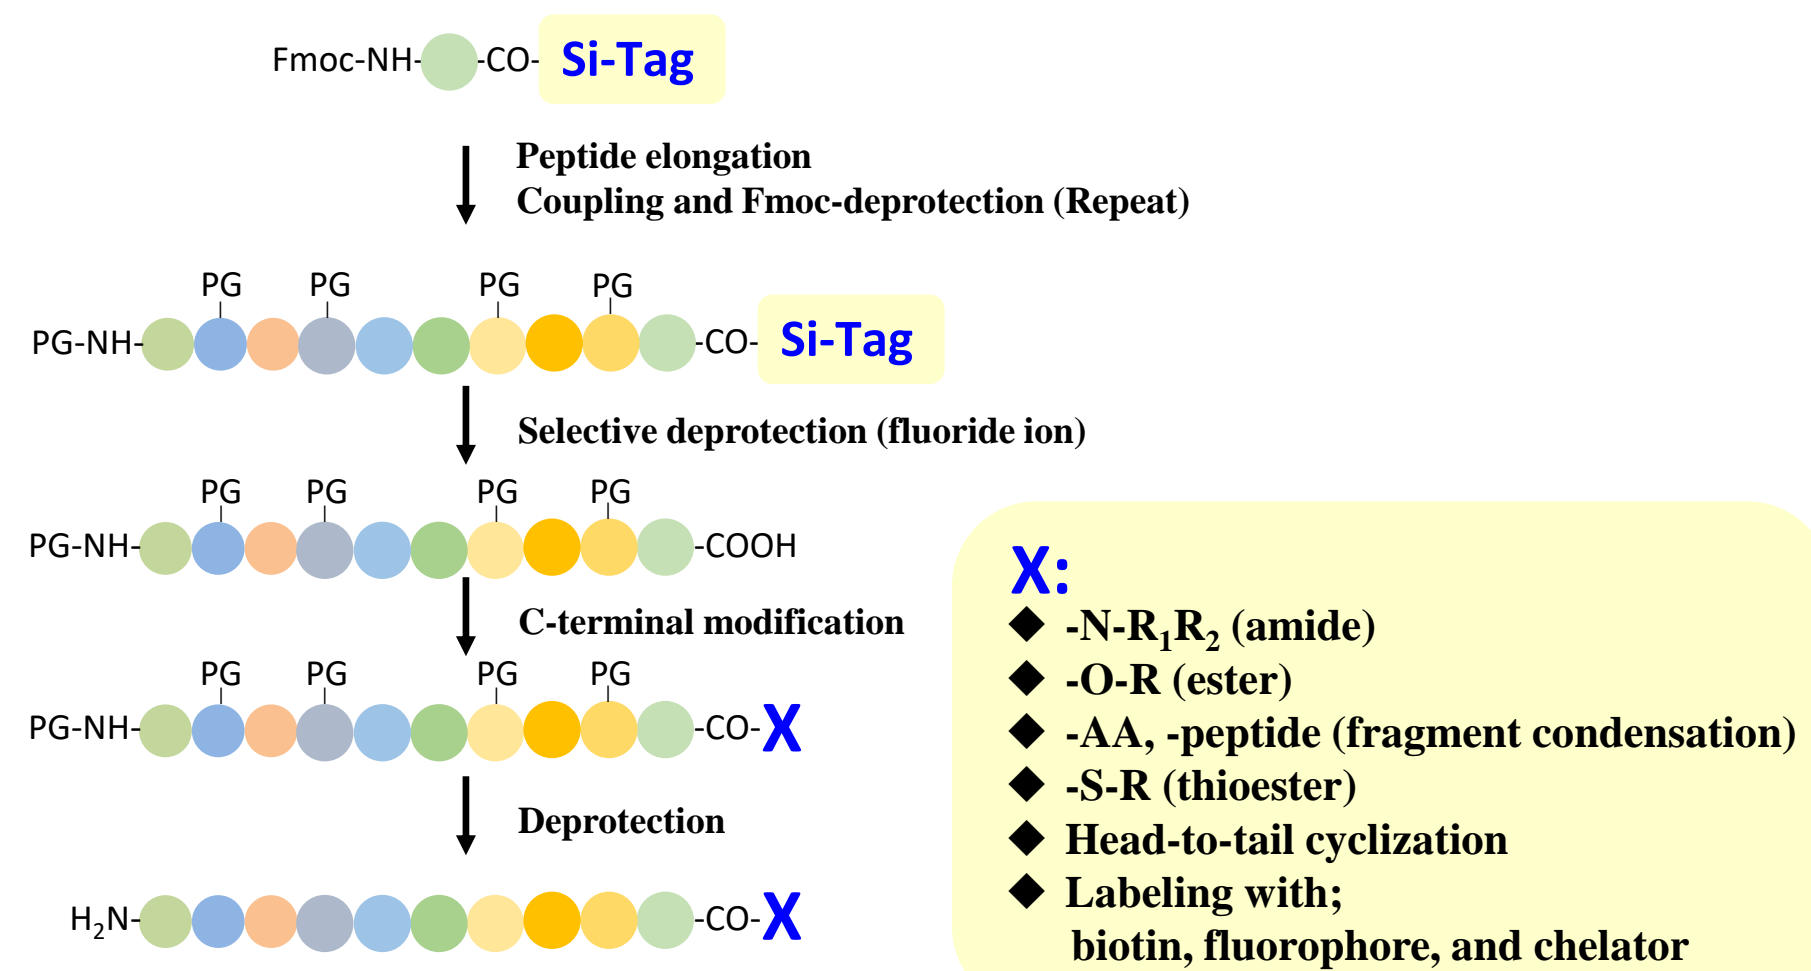 Fmoc-NH- -CO- Si-Tag
Peptide elongation
Coupling and Fmoc-deprotection (Repeat)
PG PG PG PG
PG-NH- -CO- Si-Tag
Selective deprotection (fluoride ion)
PG PG PG PG
PG-NH- -COOH
C-terminal modification
PG PG PG PG
PG-NH- -CO-X
Deprotection
H₂N- -CO-X
X:
◆ -N-R₁R₂ (amide)
◆ -O-R (ester)
◆ -AA, -peptide (fragment condensation)
◆ -S-R (thioester)
◆ Head-to-tail cyclization
◆ Labeling with;
biotin, fluorophore, and chelator